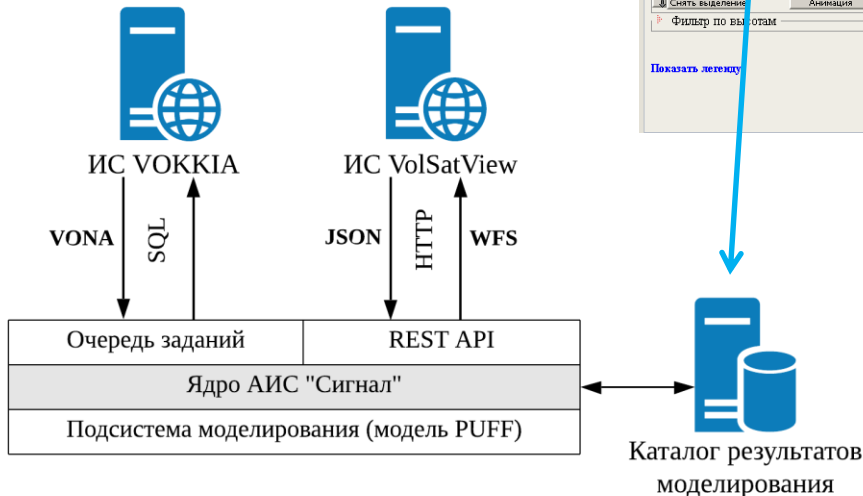 Снять выделение
Анимация
Фильтр по высотам
Показать легенду
ИС VOKKIA
ИС VolSatView
VONA
SQL
JSON
HTTP
WFS
Очередь заданий
REST API
Ядро АИС "Сигнал"
Подсистема моделирования (модель PUFF)
Каталог результатов
моделирования